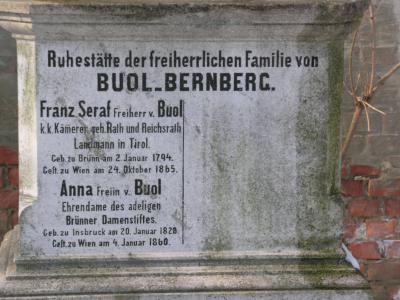 Ruhestätte der freiherrlichen Familie von
BUOL-BERNBERG.
Franz Seraf Freiherr v. Buol
k.k. Kämerer, geh. Rath und Reichsrath
Landmann in Tirol.
Geb. zu Brünn am 2. Januar 1794.
Gest. zu Wien am 24. Oktober 1865.
Anna Freiin v. Buol
Ehrendame des adeligen
Brünner Damenstiftes.
Geb. zu Insbruck am 20. Januar 1828
Gest. zu Wien am 4. Januar 1860.